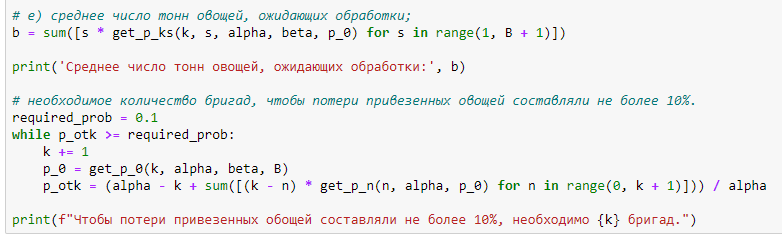 # е) среднее число тонн овощей, ожидающих обработки;
b = sum([s * get_p_ks(k, s, alpha, beta, p_0) for s in range(1, B + 1)])
print('Среднее число тонн овощей, ожидающих обработки:', b)
# необходимое количество бригад, чтобы потери привезенных овощей составляли не более 10%.
required_prob = 0.1
while p_otk >= required_prob:
    k += 1
    p_0 = get_p_0(k, alpha, beta, B)
    p_otk = (alpha - k + sum([(k - n) * get_p_n(n, alpha, p_0) for n in range(0, k + 1)])) / alpha
print(f"Чтобы потери привезенных обощей составляли не более 10%, необходимо {k} бригад.")